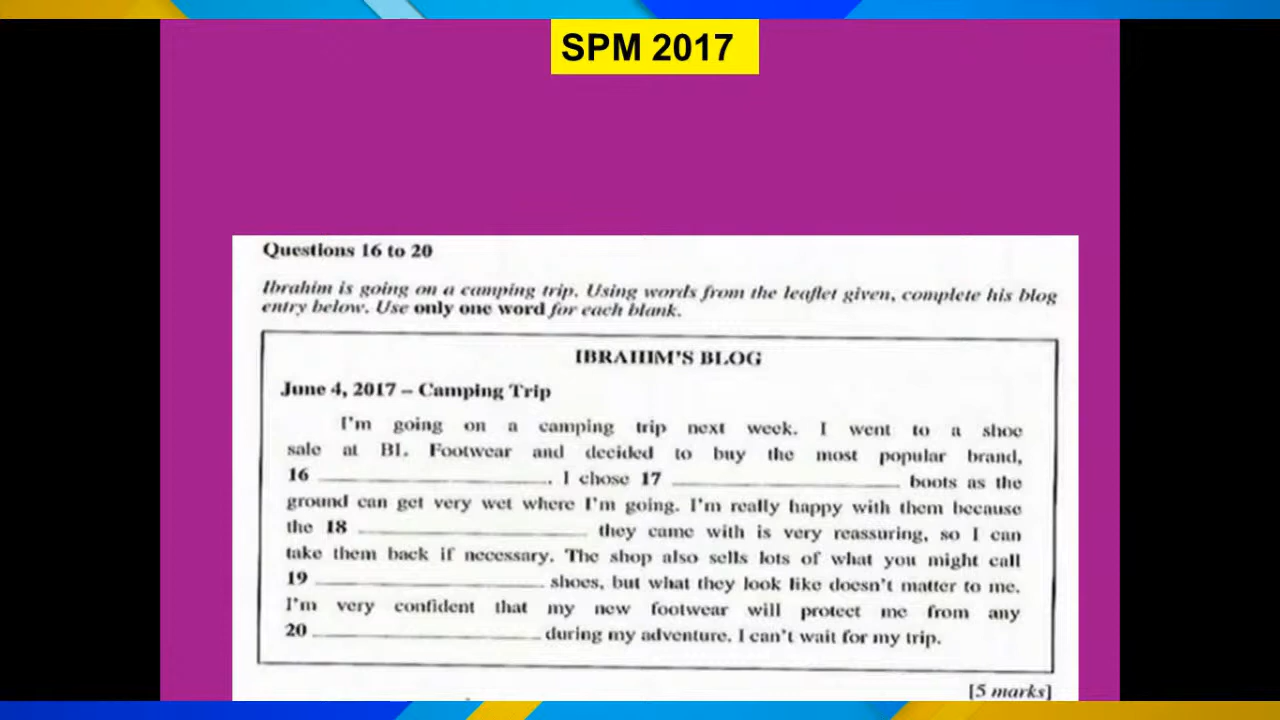 SPM 2017
Questions 16 to 20
Ibrahim is going on a camping trip. Using words from the leaflet given, complete his blog
entry below. Use only one word for each blank.
IBRAHIM'S BLOG
June 4, 2017 – Camping Trip
I'm going on a camping trip next week. I went to a shoe
sale at BL Footwear and decided to buy the most popular brand,
16 ____________________. I chose 17 ____________________ boots as the
ground can get very wet where I'm going. I'm really happy with them because
the 18 ____________________ they came with is very reassuring, so I can
take them back if necessary. The shop also sells lots of what you might call
19 ____________________ shoes, but what they look like doesn't matter to me.
I'm very confident that my new footwear will protect me from any
20 ____________________ during my adventure. I can't wait for my trip.
[5 marks]